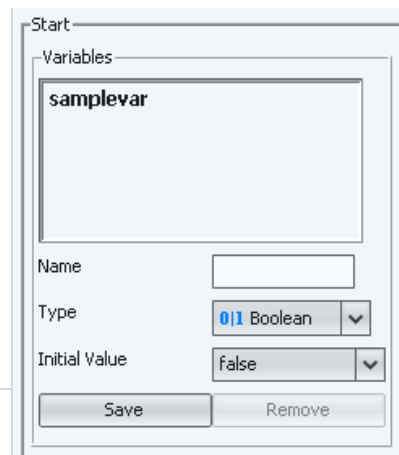 Start
Variables
samplevar
Name
Type 0|1 Boolean
Initial Value false
Save Remove